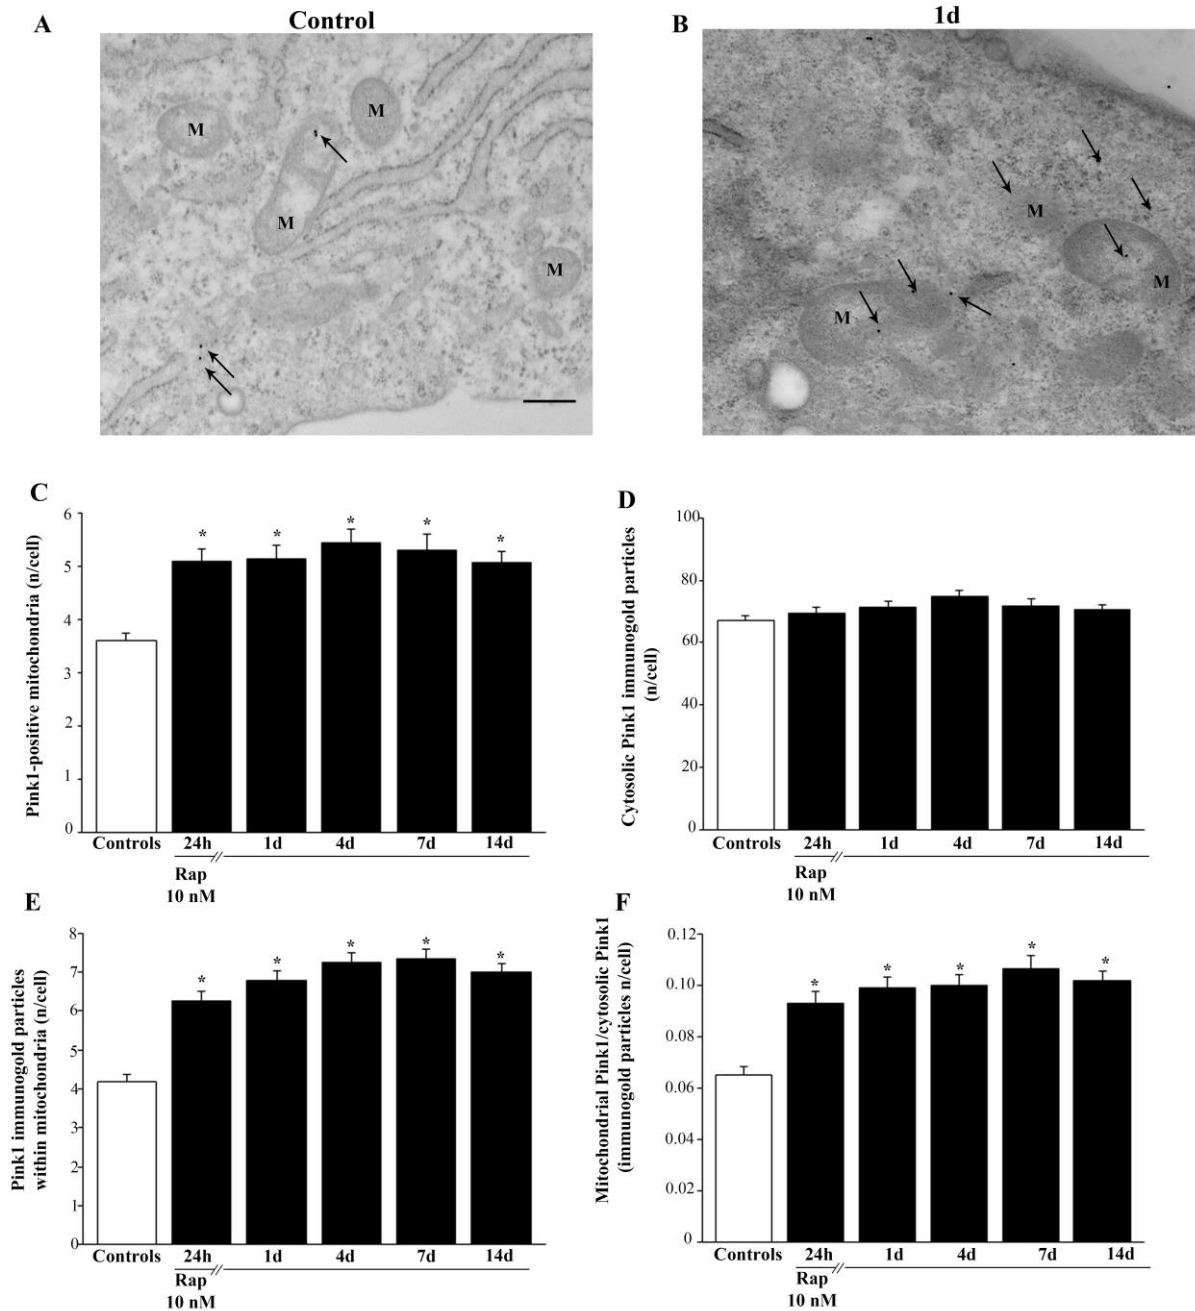 A
Control
M
M
M
M
B
1d
M
M
M
C
Pink1-positive mitochondria (n/cell)
6
5
4
3
2
1
0
*
*
*
*
*
Controls
24h
1d
4d
7d
14d
Rap
10 nM
D
Cytosolic Pink1 immunogold particles
(n/cell)
100
80
60
40
20
0
Controls
24h
1d
4d
7d
14d
Rap
10 nM
E
Pink1 immunogold particles
within mitochondria (n/cell)
8
7
6
5
4
3
2
1
0
*
*
*
*
*
Controls
24h
1d
4d
7d
14d
Rap
10 nM
F
Mitochondrial Pink1/cytosolic Pink1
(immunogold particles n/cell)
0.12
0.10
0.08
0.06
0.04
0.02
0
*
*
*
*
*
Controls
24h
1d
4d
7d
14d
Rap
10 nM